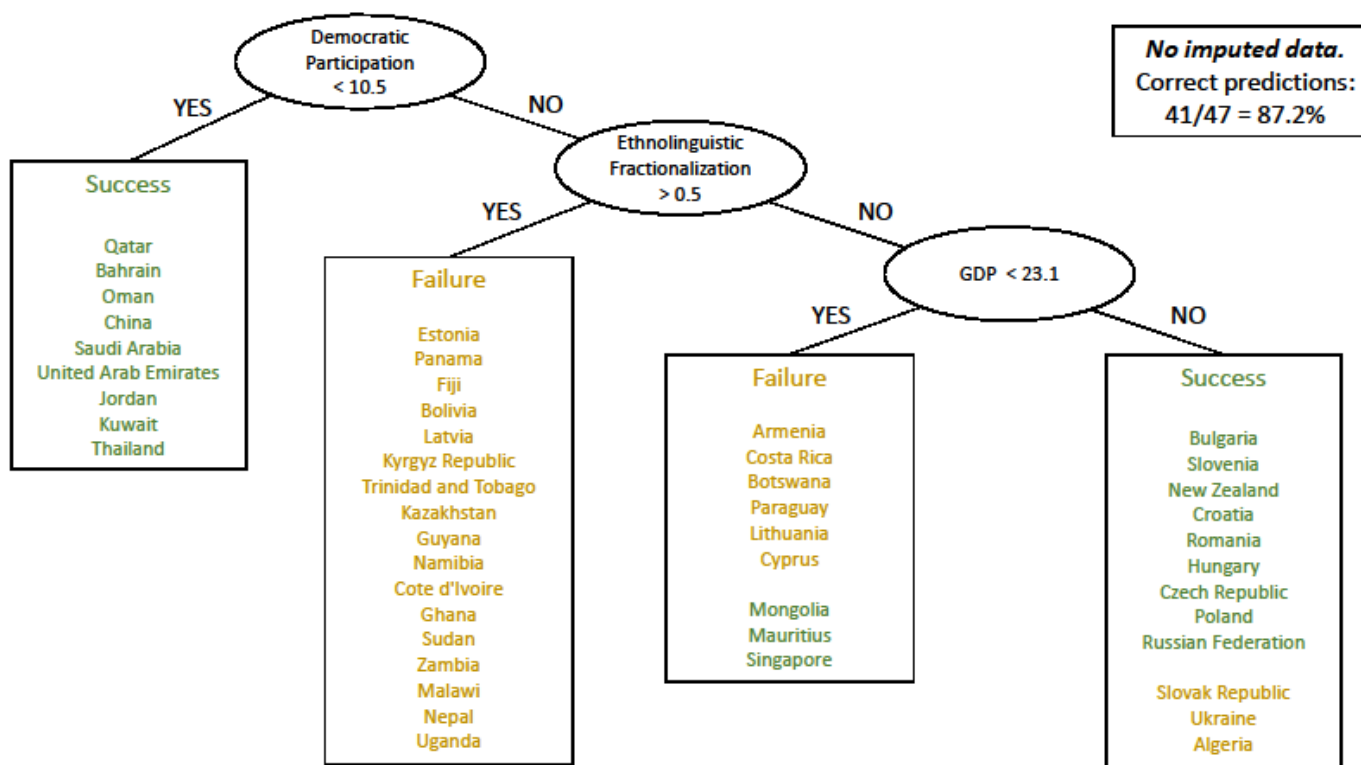 Democratic
Participation
< 10.5
No imputed data.
Correct predictions:
41/47 = 87.2%
YES
NO
Ethnolinguistic
Fractionalization
> 0.5
Success
Qatar
Bahrain
Oman
China
Saudi Arabia
United Arab Emirates
Jordan
Kuwait
Thailand
YES
NO
Failure
Estonia
Panama
Fiji
Bolivia
Latvia
Kyrgyz Republic
Trinidad and Tobago
Kazakhstan
Guyana
Namibia
Cote d'Ivoire
Ghana
Sudan
Zambia
Malawi
Nepal
Uganda
GDP < 23.1
YES
NO
Failure
Armenia
Costa Rica
Botswana
Paraguay
Lithuania
Cyprus
Mongolia
Mauritius
Singapore
Success
Bulgaria
Slovenia
New Zealand
Croatia
Romania
Hungary
Czech Republic
Poland
Russian Federation
Slovak Republic
Ukraine
Algeria